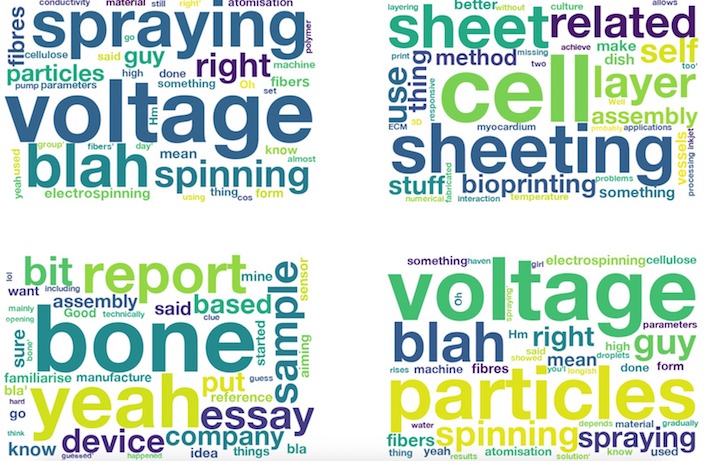 conductivity material still right' atomisation
fibres spraying polymer
cellulose said guy go right machine
particles high done fibers
pump parameters something Oh set
voltage Hm
group' fibers' day' mean know almost
yeah used blah spinning
electrospinning using thing cos form
layering better without culture allows
sheet related
print thing method missing two achieve make dish self too'
use responsive cell layer
ECM 3D Well assembly
myocardium probably applications
sheeting vessels processing inkjet
stuff fabricated bioprinting problems something
numerical interaction temperature
lol bit report mine sensor
want including assembly said based sample
mainly Good technically clue
opening sure bone' bone started aiming
familiarise manufacture put guess
bla' yeah reference
hard go essay
think know device company
guessed happened idea things bla
something haven girl electrospinning cellulose
voltage Oh spraying'
parameters
blah Hm right high guy
said showed mean droplets
rises machine fibres you'l longish done form
particles
water spinning depends material gradually
fibers spraying
thing yeah results atomisation solution' know used